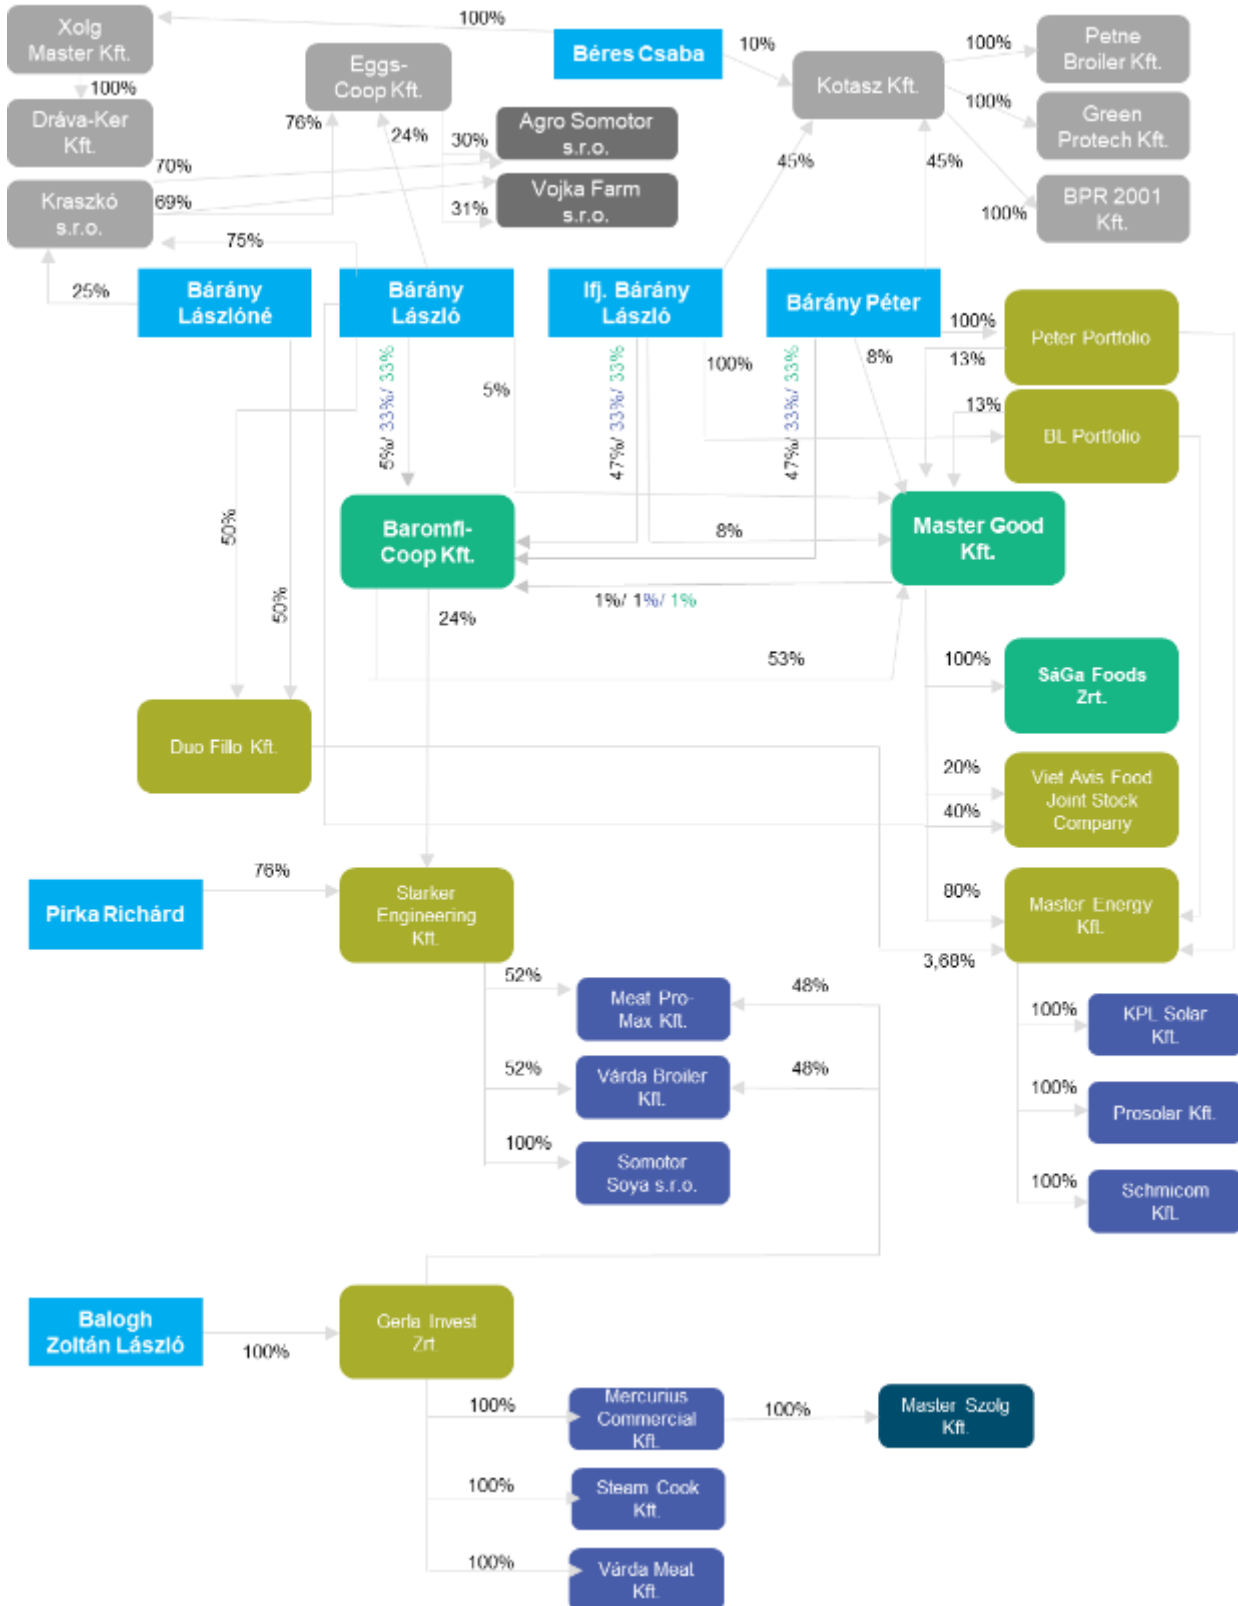 100%
Xolg
Master Kft.
Béres Csaba
10%
Eggs-
Coop Kft.
Kotasz Kft.
100%
Petne
Broiler Kft.
100%
Dráva-Ker
Kft.
76%
24%
30%
Agro Somotor
s.r.o.
100%
Green
Protech Kft.
70%
45%
45%
Kraszkó
s.r.o.
69%
31%
Vojka Farm
s.r.o.
100%
BPR 2001
Kft.
75%
25%
Bárány
Lászlóné
Bárány
László
Ifj. Bárány
László
Bárány Péter
100%
13%
Peter Portfolio
8%
5%/ 33%/ 33%
5%
47%/ 33%/ 33%
100%
47%/ 33%/ 33%
13%
BL Portfolio
50%
50%
Baromfi-
Coop Kft.
8%
Master Good
Kft.
1%/ 1%/ 1%
24%
53%
100%
SáGa Foods
Zrt.
Duo Fillo Kft.
20%
40%
Viet Avis Food
Joint Stock
Company
Pirka Richárd
76%
Starker
Engineering
Kft.
80%
3,68%
Master Energy
Kft.
52%
Meat Pro-
Max Kft.
48%
100%
KPL Solar
Kft.
52%
Várda Broiler
Kft.
48%
100%
Prosolar Kft.
100%
Somotor
Soya s.r.o.
100%
Schmicom
Kft.
Balogh
Zoltán László
100%
Gerla Invest
Zrt.
100%
Mercurius
Commercial
Kft.
100%
Master Szolg
Kft.
100%
Steam Cook
Kft.
100%
Várda Meat
Kft.